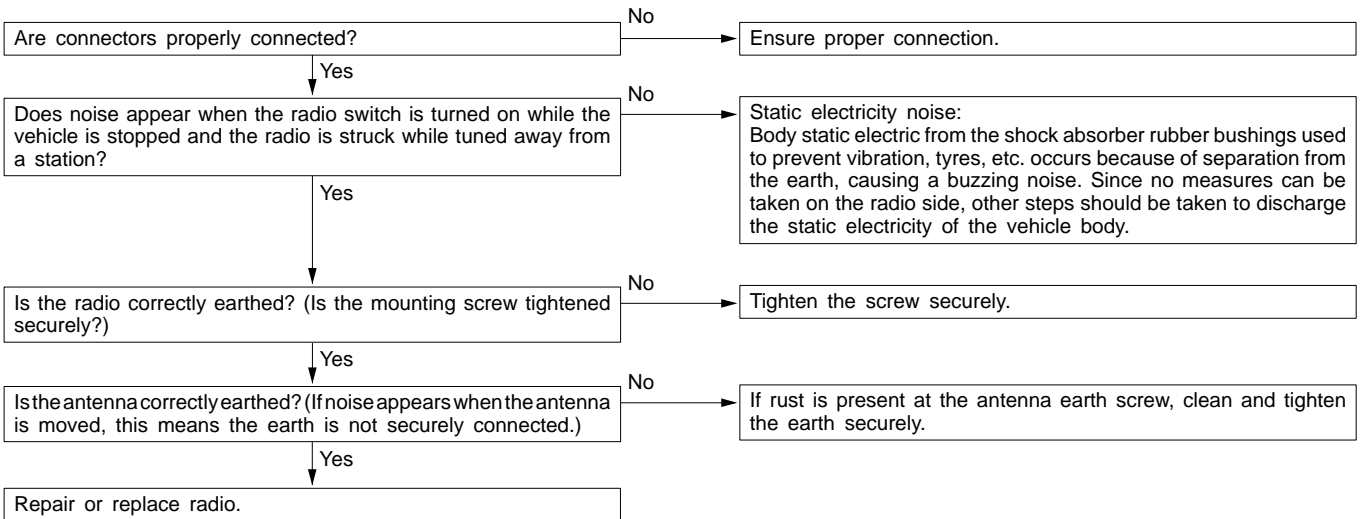 No
Are connectors properly connected?
Ensure proper connection.
Yes
No
Does noise appear when the radio switch is turned on while the
vehicle is stopped and the radio is struck while tuned away from
a station?
Static electricity noise:
Body static electric from the shock absorber rubber bushings used
to prevent vibration, tyres, etc. occurs because of separation from
the earth, causing a buzzing noise. Since no measures can be
taken on the radio side, other steps should be taken to discharge
the static electricity of the vehicle body.
Yes
No
Is the radio correctly earthed? (Is the mounting screw tightened
securely?)
Tighten the screw securely.
Yes
No
Is the antenna correctly earthed? (If noise appears when the antenna
is moved, this means the earth is not securely connected.)
If rust is present at the antenna earth screw, clean and tighten
the earth securely.
Yes
Repair or replace radio.